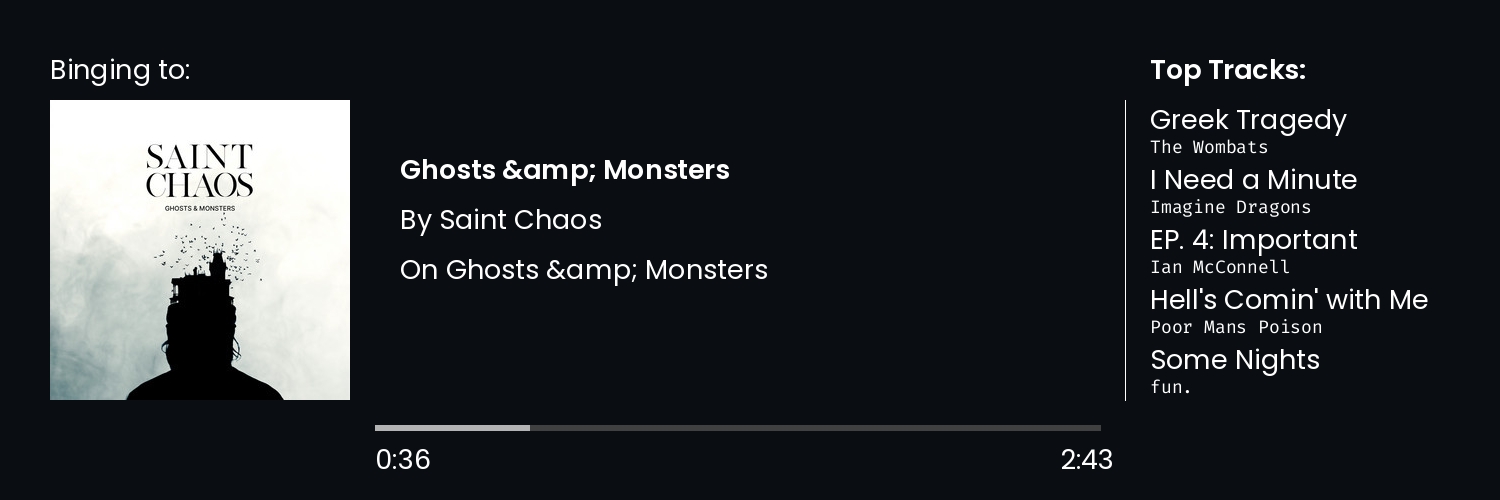 Binging to:
SAINT
CHAOS
GHOSTS & MONSTERS
Ghosts &amp; Monsters
By Saint Chaos
On Ghosts &amp; Monsters
0:36
2:43
Top Tracks:
Greek Tragedy
The Wombats
I Need a Minute
Imagine Dragons
EP. 4: Important
Ian McConnell
Hell's Comin' with Me
Poor Mans Poison
Some Nights
fun.